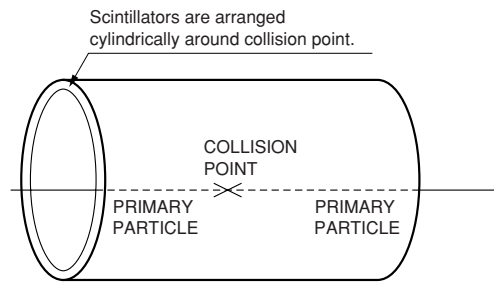 Scintillators are arranged
cylindrically around collision point.
COLLISION
POINT
PRIMARY
PARTICLE
PRIMARY
PARTICLE